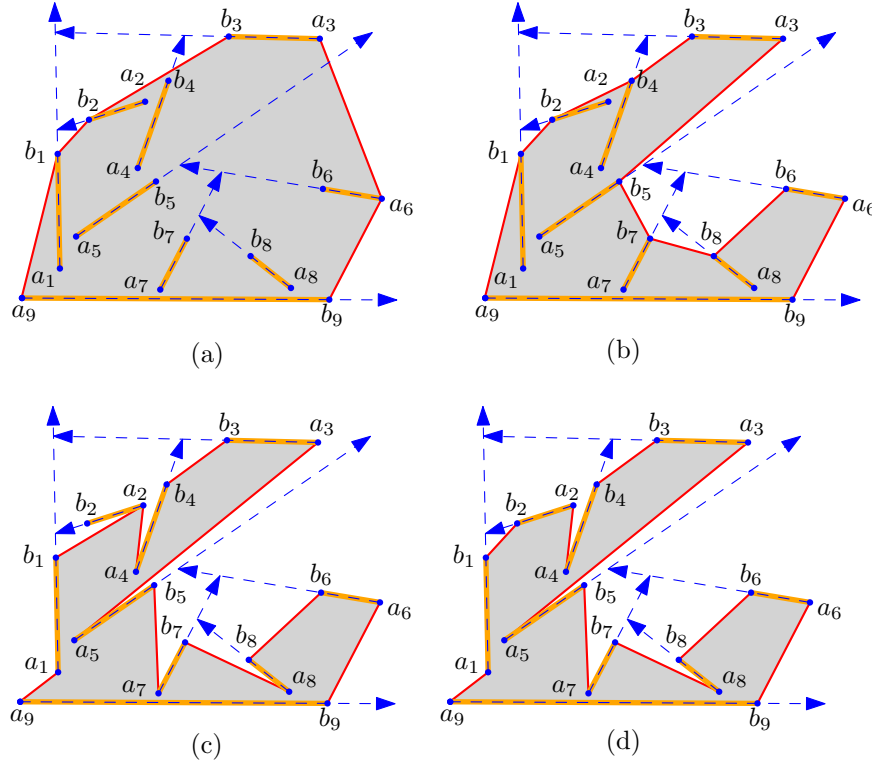 b₃ a₃
a₂ b₄
b₂
b₁
a₄ b₅ b₆
a₆
a₅ b₇ b₈
a₁ a₇ a₈
a₉ b₉
(a)
b₃ a₃
a₂ b₄
b₂
b₁
a₄ b₅ b₆
a₆
a₅ b₇ b₈
a₁ a₇ a₈
a₉ b₉
(b)
b₃ a₃
b₂ a₂ b₄
b₁
a₄ b₅ b₆
a₆
a₁ a₅ b₇ b₈
a₇ a₈
a₉ b₉
(c)
b₃ a₃
b₂ a₂ b₄
b₁
a₄ b₅ b₆
a₆
a₁ a₅ b₇ b₈
a₇ a₈
a₉ b₉
(d)